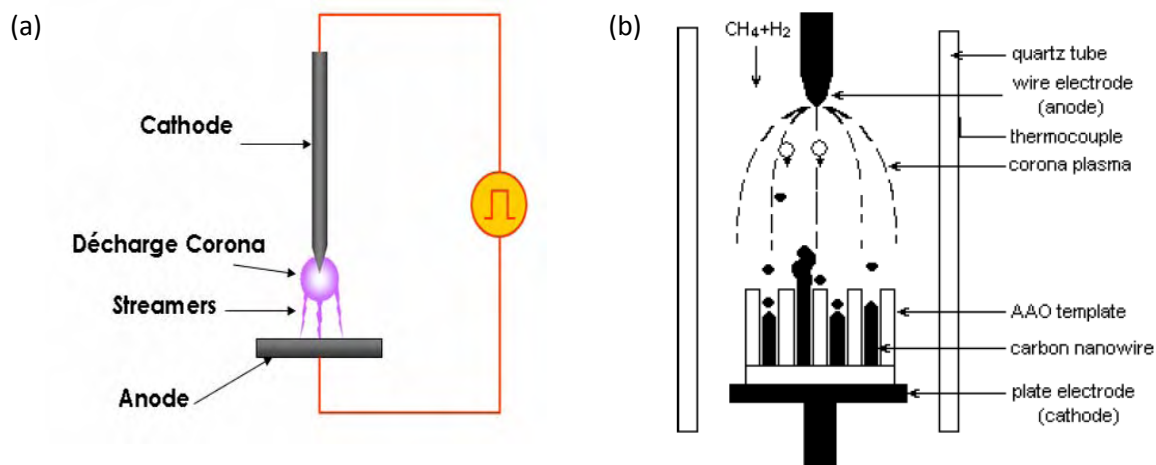 (a)
Cathode
Décharge Corona
Streamers
Anode
(b)
CH4+H2
quartz tube
wire electrode
(anode)
thermocouple
corona plasma
AAO template
carbon nanowire
plate electrode
(cathode)